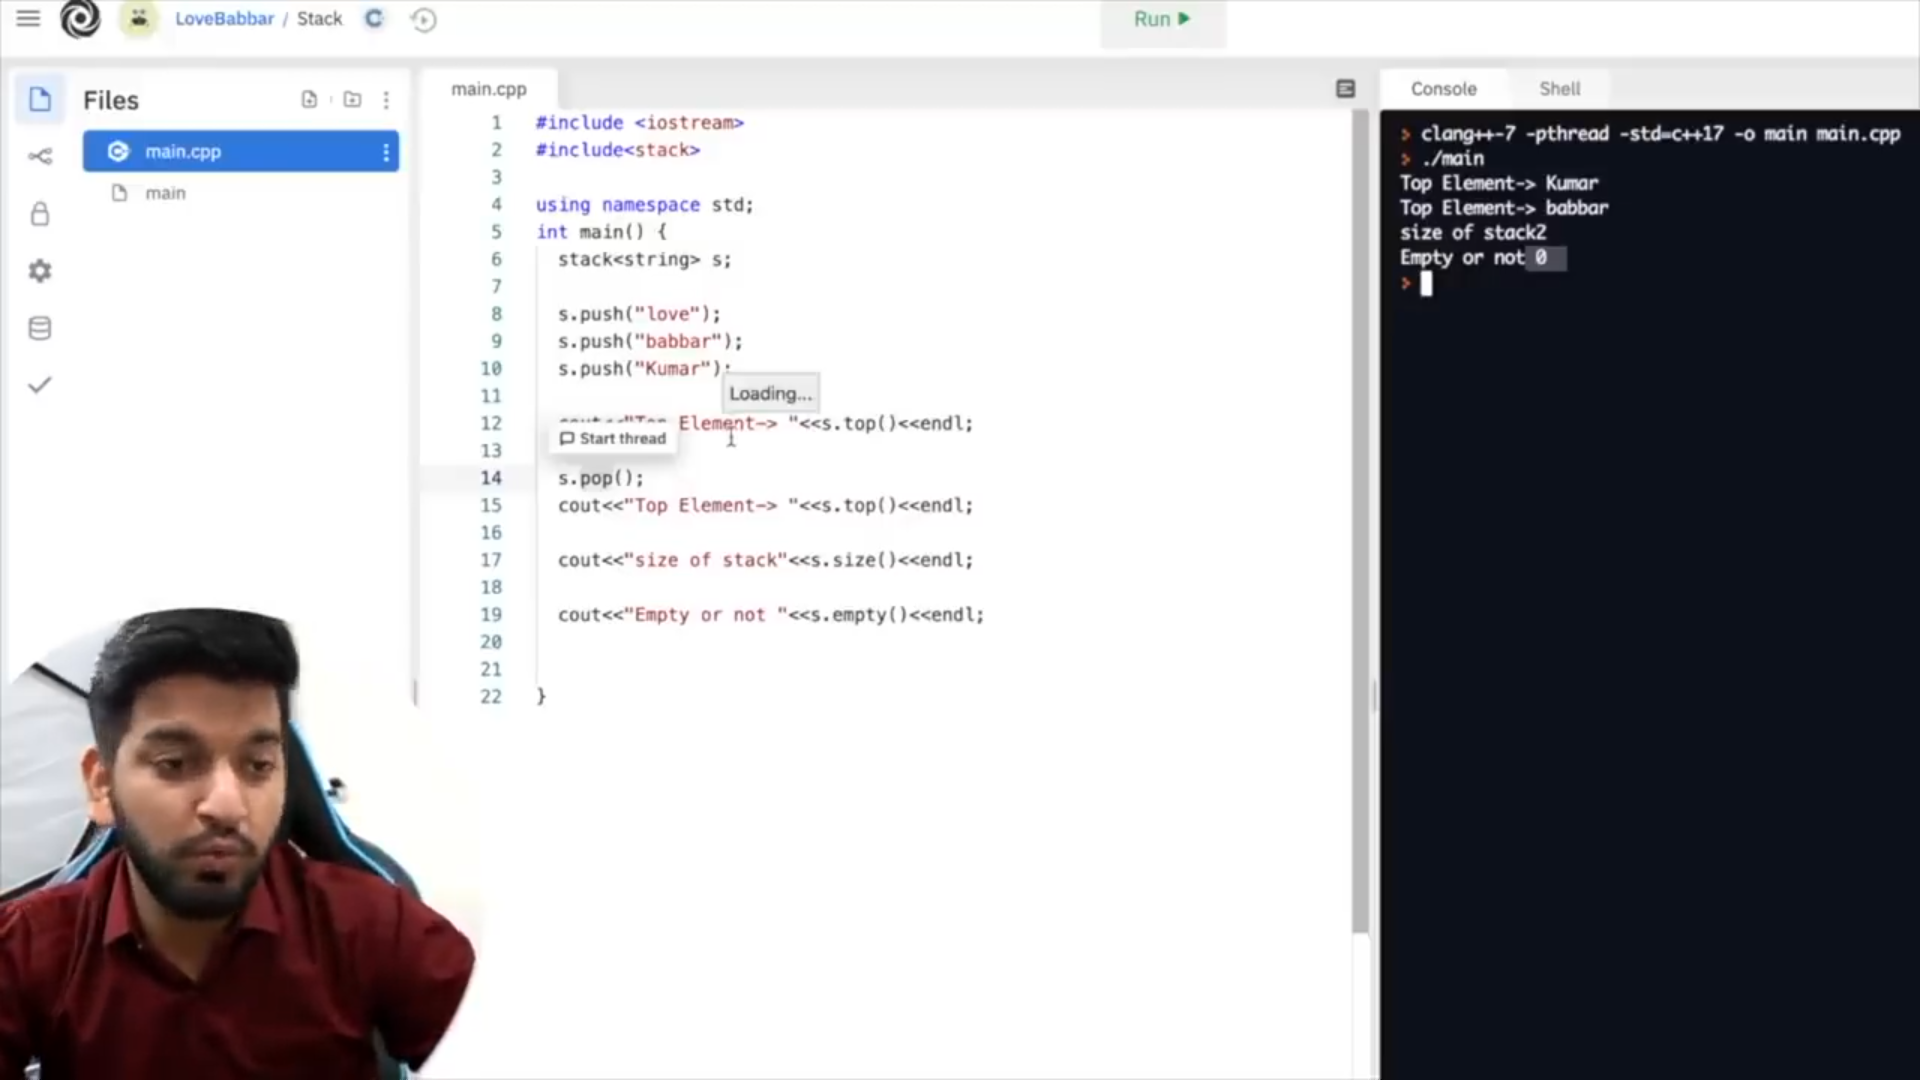 LoveBabbar / Stack
Run
Files
main.cpp
main
main.cpp
1 #include <iostream>
2 #include<stack>
3
4 using namespace std;
5 int main() {
6 stack<string> s;
7
8 s.push("love");
9 s.push("babbar");
10 s.push("Kumar");
Loading...
11
12 Element-> "<<s.top()<<endl;
Start thread
13
14 s.pop();
15 cout<<"Top Element-> "<<s.top()<<endl;
16
17 cout<<"size of stack"<<s.size()<<endl;
18
19 cout<<"Empty or not "<<s.empty()<<endl;
20
21
22 }
Console Shell
> clang++-7 -pthread -std=c++17 -o main main.cpp
> ./main
Top Element-> Kumar
Top Element-> babbar
size of stack2
Empty or not 0
>